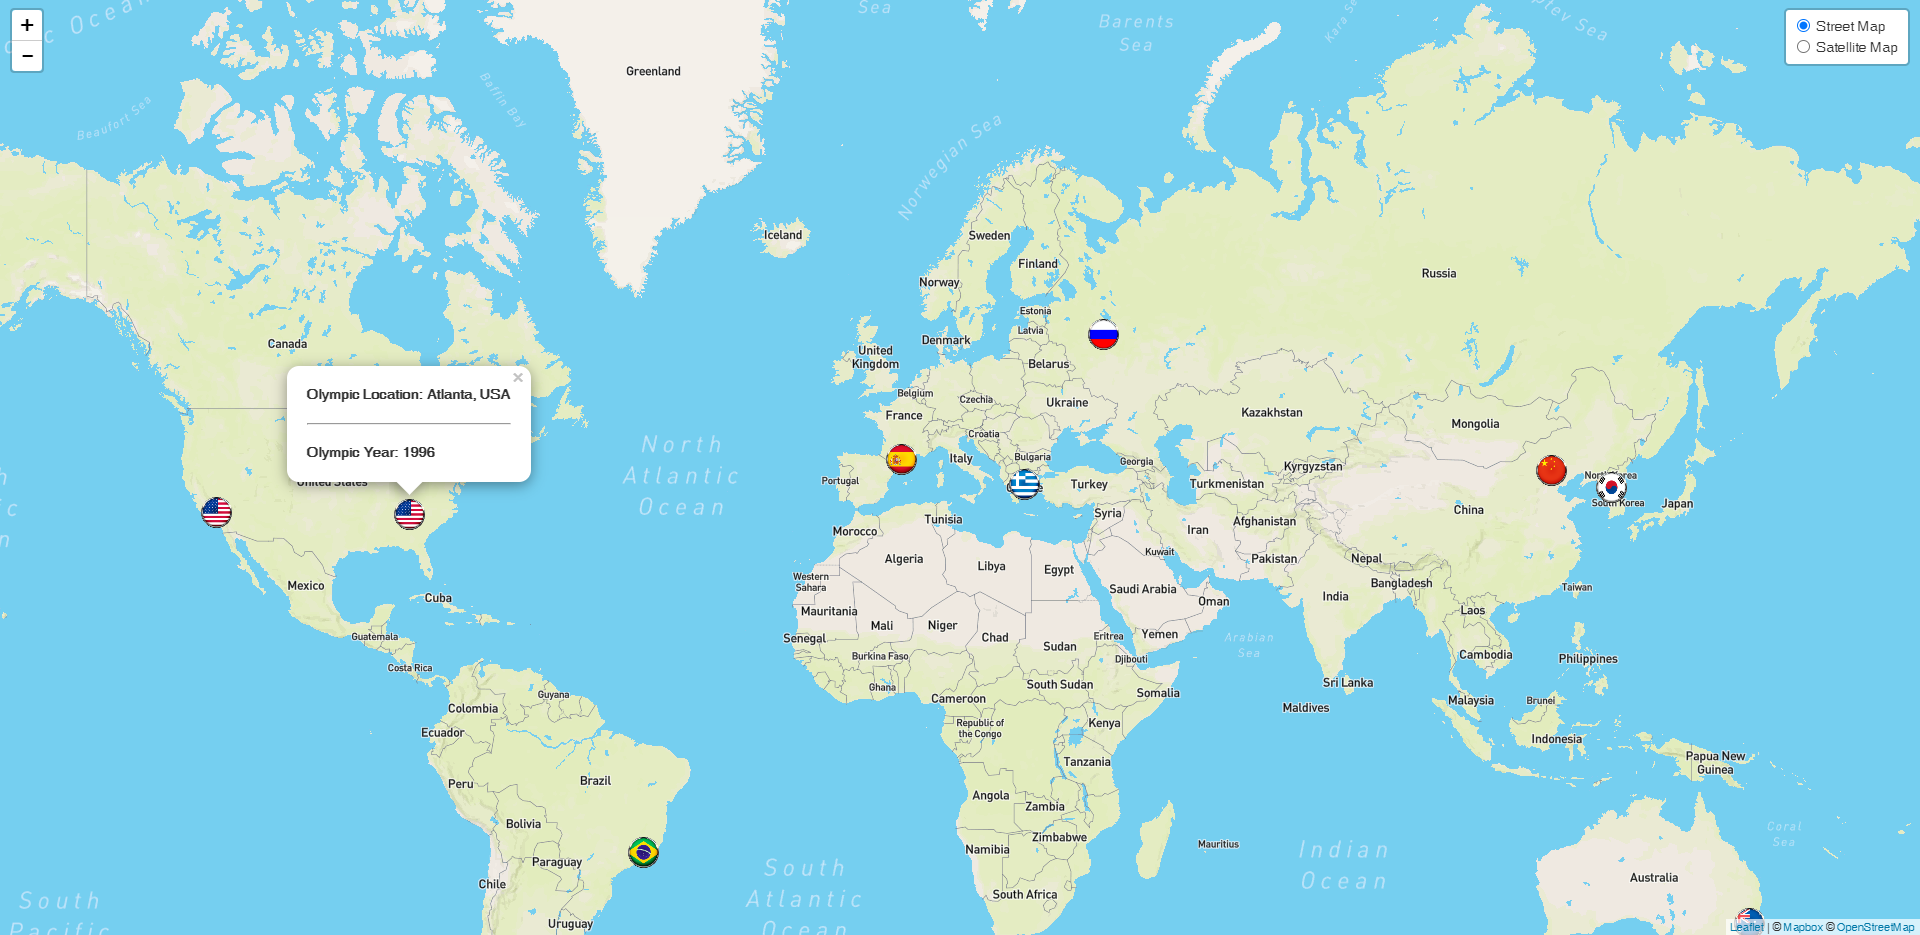 +
−
Street Map
Satellite Map
Sea
Barents
Sea
Kara Sea
Baffin Bay
Beaufort Sea
Norwegian Sea
Greenland
Iceland
Sweden
Finland
Norway
Russia
Estonia
Latvia
Denmark
United
Kingdom
Belarus
Canada
Belgium
Czechia
Ukraine
France
Kazakhstan
Mongolia
Croatia
Olympic Location: Atlanta, USA
Olympic Year: 1996
×
North
Atlantic
Ocean
Italy
Bulgaria
Georgia
Kyrgyzstan
Portugal
Turkey
Turkmenistan
United States
North Korea
South Korea
Japan
China
Syria
Afghanistan
Tunisia
Morocco
Iran
Algeria
Libya
Egypt
Kuwait
Pakistan
Nepal
Western
Sahara
Saudi Arabia
Oman
India
Bangladesh
Taiwan
Mexico
Cuba
Mauritania
Mali
Niger
Chad
Sudan
Eritrea
Yemen
Arabian
Sea
Laos
Guatemala
Senegal
Burkina Faso
Djibouti
Cambodia
Philippines
Costa Rica
Ghana
Cameroon
South Sudan
Somalia
Sri Lanka
Maldives
Malaysia
Brunei
Guyana
Colombia
Ecuador
Republic of
the Congo
Kenya
Indonesia
Papua New
Guinea
Tanzania
Peru
Brazil
Angola
Zambia
Bolivia
Zimbabwe
Mauritius
Namibia
Indian
Ocean
Coral
Sea
Paraguay
Chile
South
Atlantic
Ocean
South Africa
Australia
South
Pacific
Uruguay
Leaflet | © Mapbox © OpenStreetMap